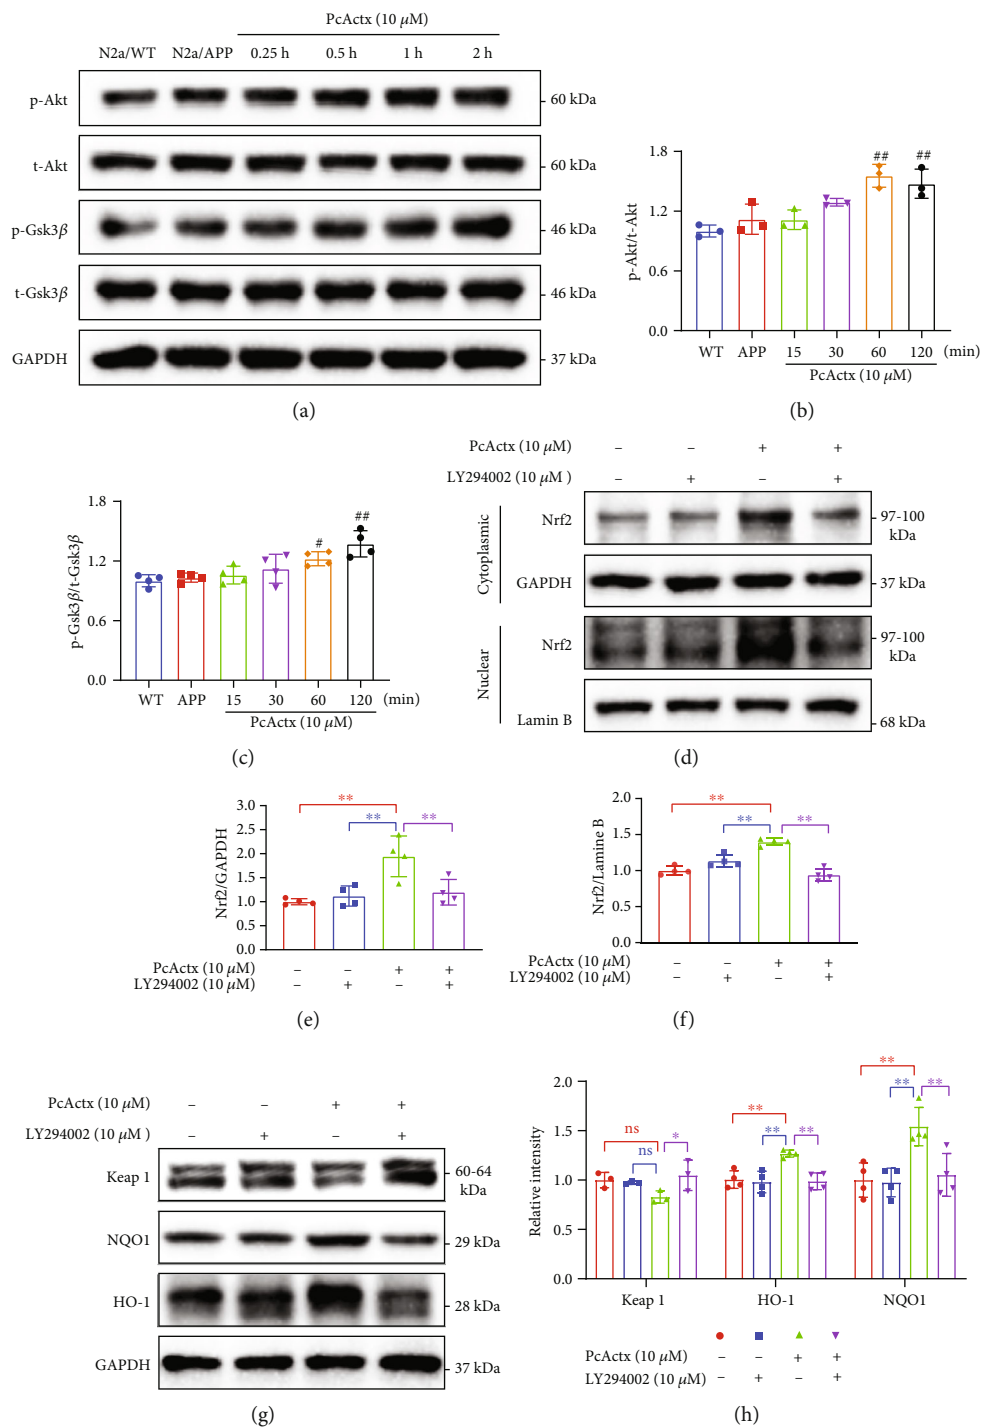 PcActx (10 μM)
N2a/WT N2a/APP 0.25 h 0.5 h 1 h 2 h
p-Akt 60 kDa
t-Akt 60 kDa
p-Gsk3β 46 kDa
t-Gsk3β 46 kDa
GAPDH 37 kDa
(a)
1.8
1.2
0.6
0.0
p-Akt/t-Akt
## ##
WT APP 15 30 60 120 (min)
PcActx (10 μM)
(b)
1.8
1.2
0.6
0.0
p-Gsk3β/t-Gsk3β
# ##
WT APP 15 30 60 120 (min)
PcActx (10 μM)
(c)
PcActx (10 μM) – – + +
LY294002 (10 μM ) – + – +
Cytoplasmic
Nrf2 97-100
kDa
GAPDH 37 kDa
Nuclear
Nrf2 97-100
kDa
Lamin B 68 kDa
(d)
3.0
2.5
2.0
1.5
1.0
0.5
0.0
Nrf2/GAPDH
**
** **
PcActx (10 μM) – – + +
LY294002 (10 μM) – + – +
(e)
2.0
1.5
1.0
0.5
0.0
Nrf2/Lamine B
**
** **
PcActx (10 μM) – – + +
LY294002 (10 μM) – + – +
(f)
PcActx (10 μM) – – + +
LY294002 (10 μM ) – + – +
Keap 1 60-64
kDa
NQO1 29 kDa
HO-1 28 kDa
GAPDH 37 kDa
(g)
2.0
1.5
1.0
0.5
0.0
Relative intensity
ns
ns *
**
** **
**
** **
Keap 1 HO-1 NQO1
PcActx (10 μM) – – + +
LY294002 (10 μM) – + – +
(h)